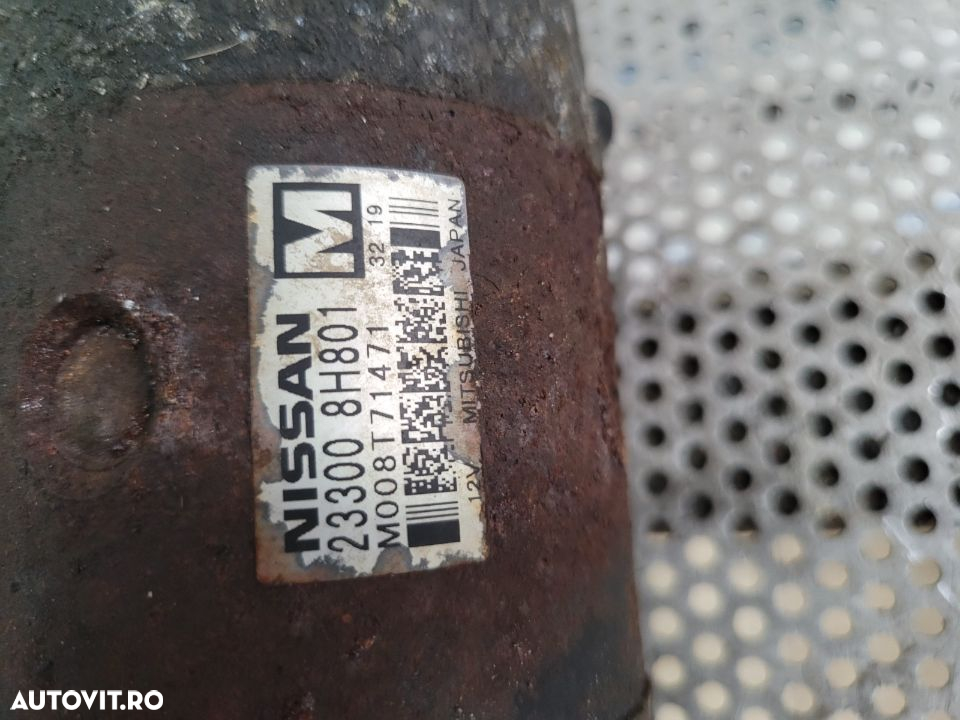 NISSAN M
23300 8H801
M008T71471 32 19
12V MITSUBISHI JAPAN
AUTOVIT.RO